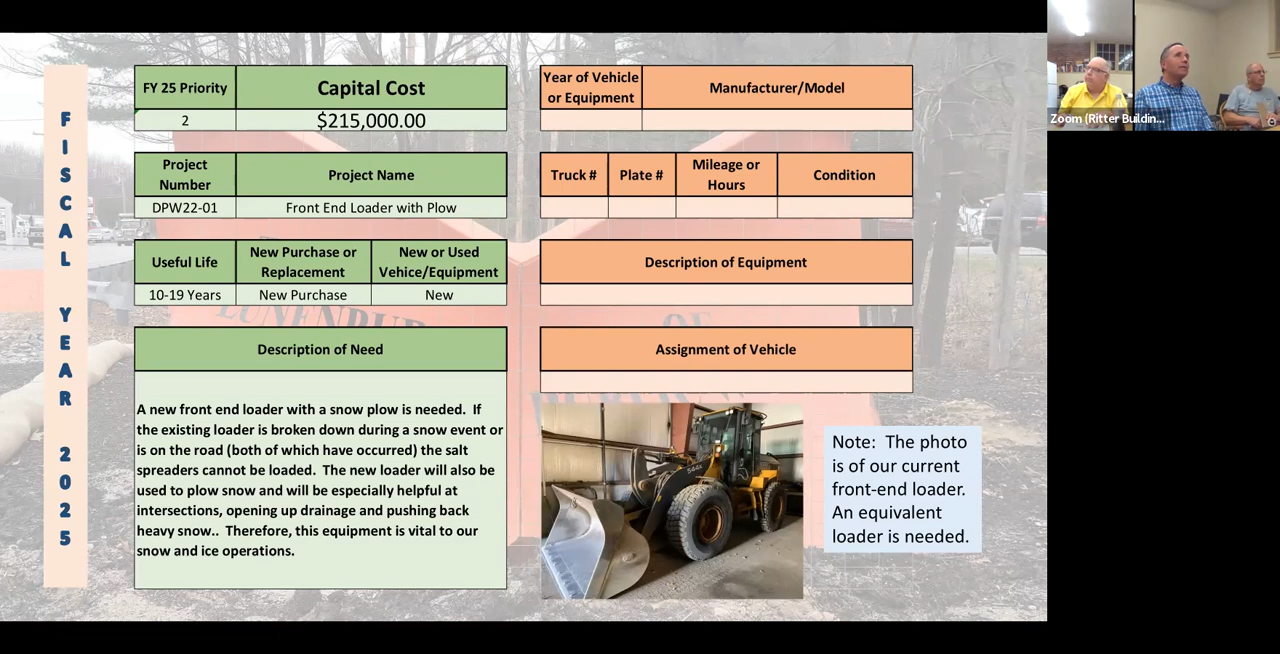 FISCAL YEAR 2025
FY 25 Priority
Capital Cost
2
$215,000.00
Project
Number
Project Name
DPW22-01
Front End Loader with Plow
Useful Life
New Purchase or
Replacement
New or Used
Vehice/Equipment
10-19 Years
New Purchase
New
Description of Need
A new front end loader with a snow plow is needed.  If
the existing loader is broken down during a snow event or
is on the road (both of which have occurred) the salt
spreaders cannot be loaded.  The new loader will also be
used to plow snow and will be especially helpful at
intersections, opening up drainage and pushing back
heavy snow..  Therefore, this equipment is vital to our
snow and ice operations.
Year of Vehicle
or Equipment
Manufacturer/Model
Truck #
Plate #
Mileage or
Hours
Condition
Description of Equipment
Assignment of Vehicle
544K
Note:  The photo
is of our current
front-end loader.
An equivalent
loader is needed.
OF
Zoom (Ritter Buildin...